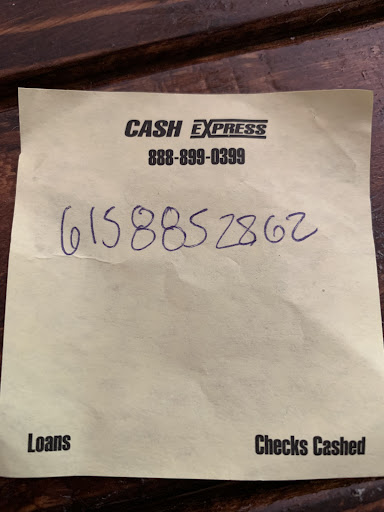 CASH EXPRESS
888-899-0399
6158852862
Loans
Checks Cashed